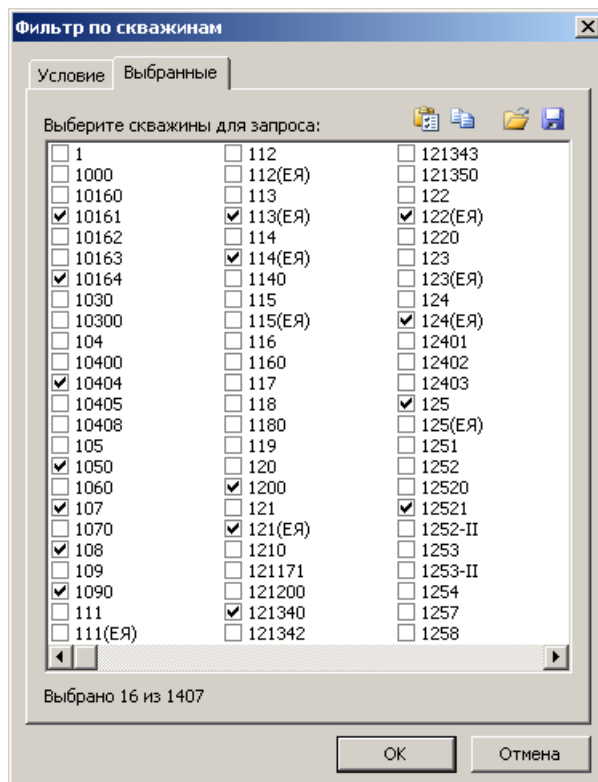 Фильтр по скважинам
Условие Выбранные
Выберите скважины для запроса:
1 112 121343
1000 112(ЕЯ) 121350
10160 113 122
10161 113(ЕЯ) 122(ЕЯ)
10162 114 1220
10163 114(ЕЯ) 123
10164 1140 123(ЕЯ)
1030 115 124
10300 115(ЕЯ) 124(ЕЯ)
104 116 12401
10400 1160 12402
10404 117 12403
10405 118 125
10408 1180 125(ЕЯ)
105 119 1251
1050 120 1252
1060 1200 12520
107 121 12521
1070 121(ЕЯ) 1252-II
108 1210 1253
109 121171 1253-II
1090 121200 1254
111 121340 1257
111(ЕЯ) 121342 1258
Выбрано 16 из 1407
OK Отмена